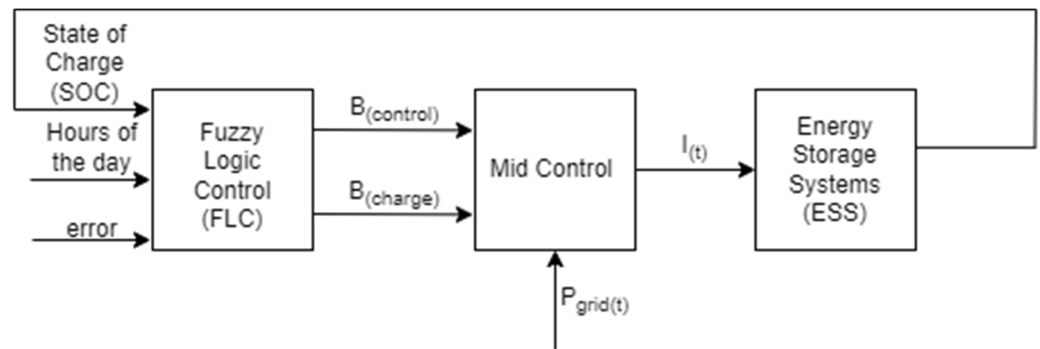 State of
Charge
(SOC)
Hours of
the day
error
Fuzzy
Logic
Control
(FLC)
B(control)
B(charge)
Mid Control
Pgrid(t)
I(t)
Energy
Storage
Systems
(ESS)